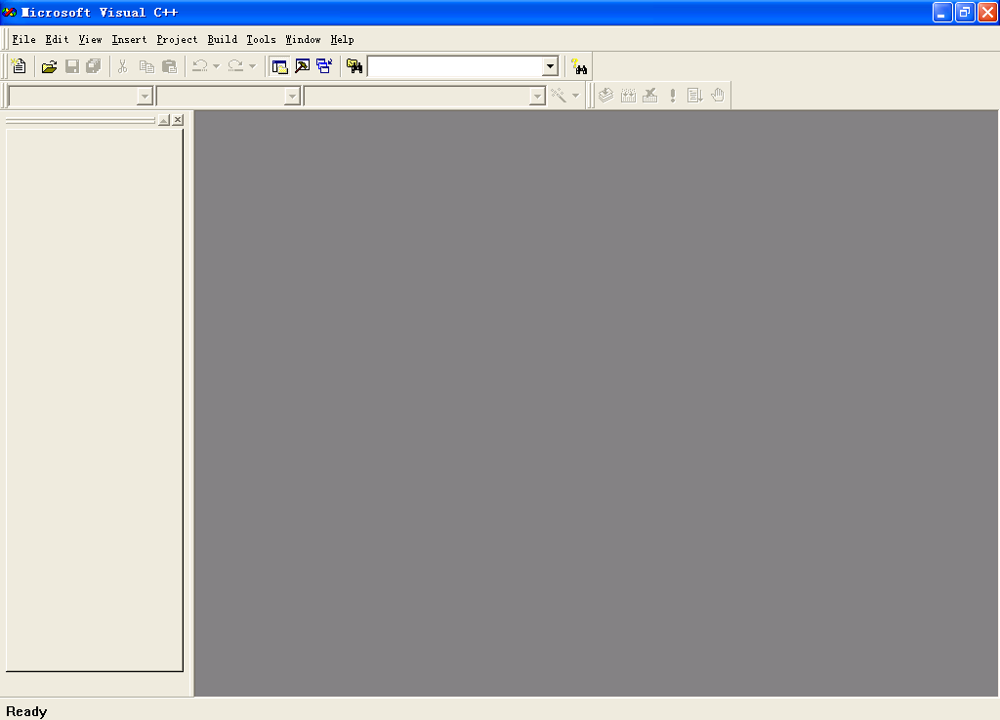 Microsoft Visual C++
File Edit View Insert Project Build Tools Window Help
Ready